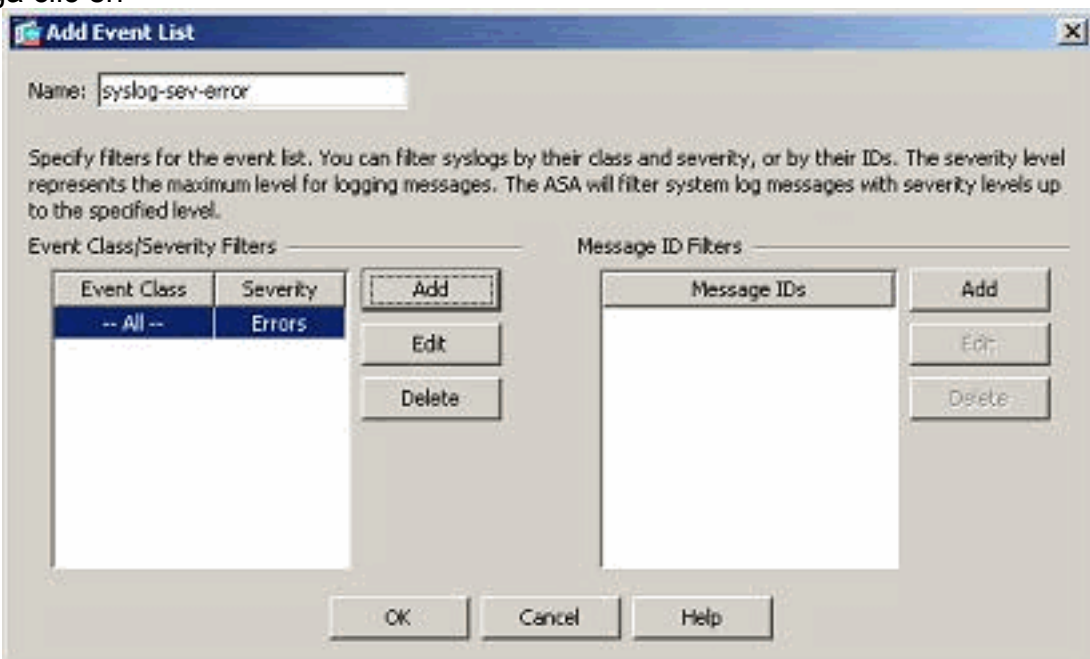 ga clic en
Add Event List
Name: syslog-sev-error
Specify filters for the event list. You can filter syslogs by their class and severity, or by their IDs. The severity level
represents the maximum level for logging messages. The ASA will filter system log messages with severity levels up
to the specified level.
Event Class/Severity Filters
Message ID Filters
Event Class Severity
-- All -- Errors
Add
Edit
Delete
Message IDs
Add
Edit
Delete
OK Cancel Help